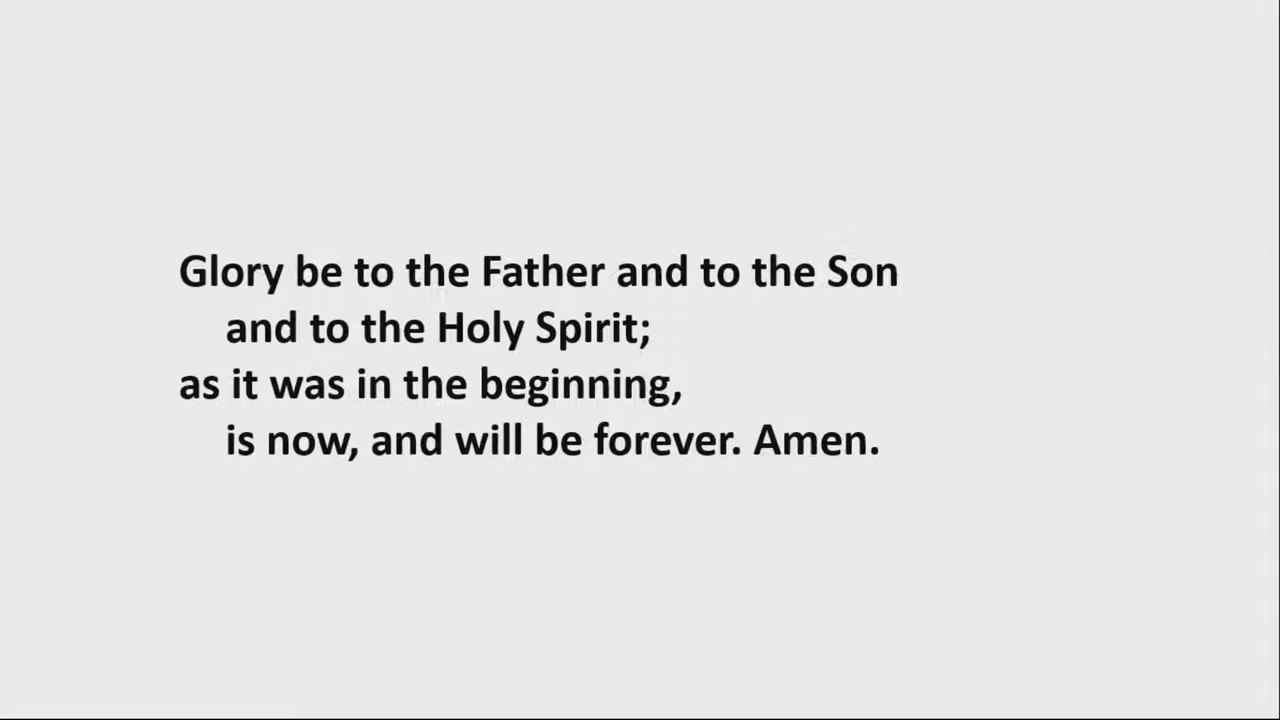 Glory be to the Father and to the Son
and to the Holy Spirit;
as it was in the beginning,
is now, and will be forever. Amen.